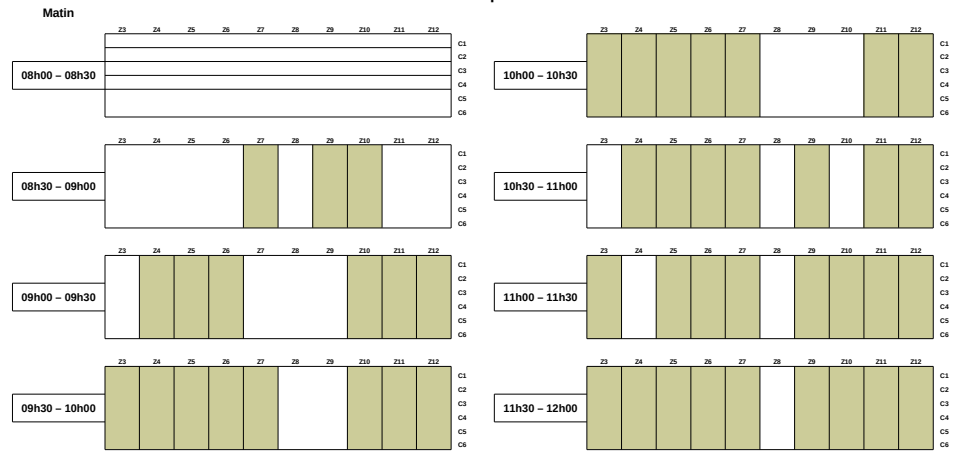 Matin
Z3 Z4 Z5 Z6 Z7 Z8 Z9 Z10 Z11 Z12
08h00 – 08h30
C1
C2
C3
C4
C5
C6
Z3 Z4 Z5 Z6 Z7 Z8 Z9 Z10 Z11 Z12
08h30 – 09h00
C1
C2
C3
C4
C5
C6
Z3 Z4 Z5 Z6 Z7 Z8 Z9 Z10 Z11 Z12
09h00 – 09h30
C1
C2
C3
C4
C5
C6
Z3 Z4 Z5 Z6 Z7 Z8 Z9 Z10 Z11 Z12
09h30 – 10h00
C1
C2
C3
C4
C5
C6
Z3 Z4 Z5 Z6 Z7 Z8 Z9 Z10 Z11 Z12
10h00 – 10h30
C1
C2
C3
C4
C5
C6
Z3 Z4 Z5 Z6 Z7 Z8 Z9 Z10 Z11 Z12
10h30 – 11h00
C1
C2
C3
C4
C5
C6
Z3 Z4 Z5 Z6 Z7 Z8 Z9 Z10 Z11 Z12
11h00 – 11h30
C1
C2
C3
C4
C5
C6
Z3 Z4 Z5 Z6 Z7 Z8 Z9 Z10 Z11 Z12
11h30 – 12h00
C1
C2
C3
C4
C5
C6